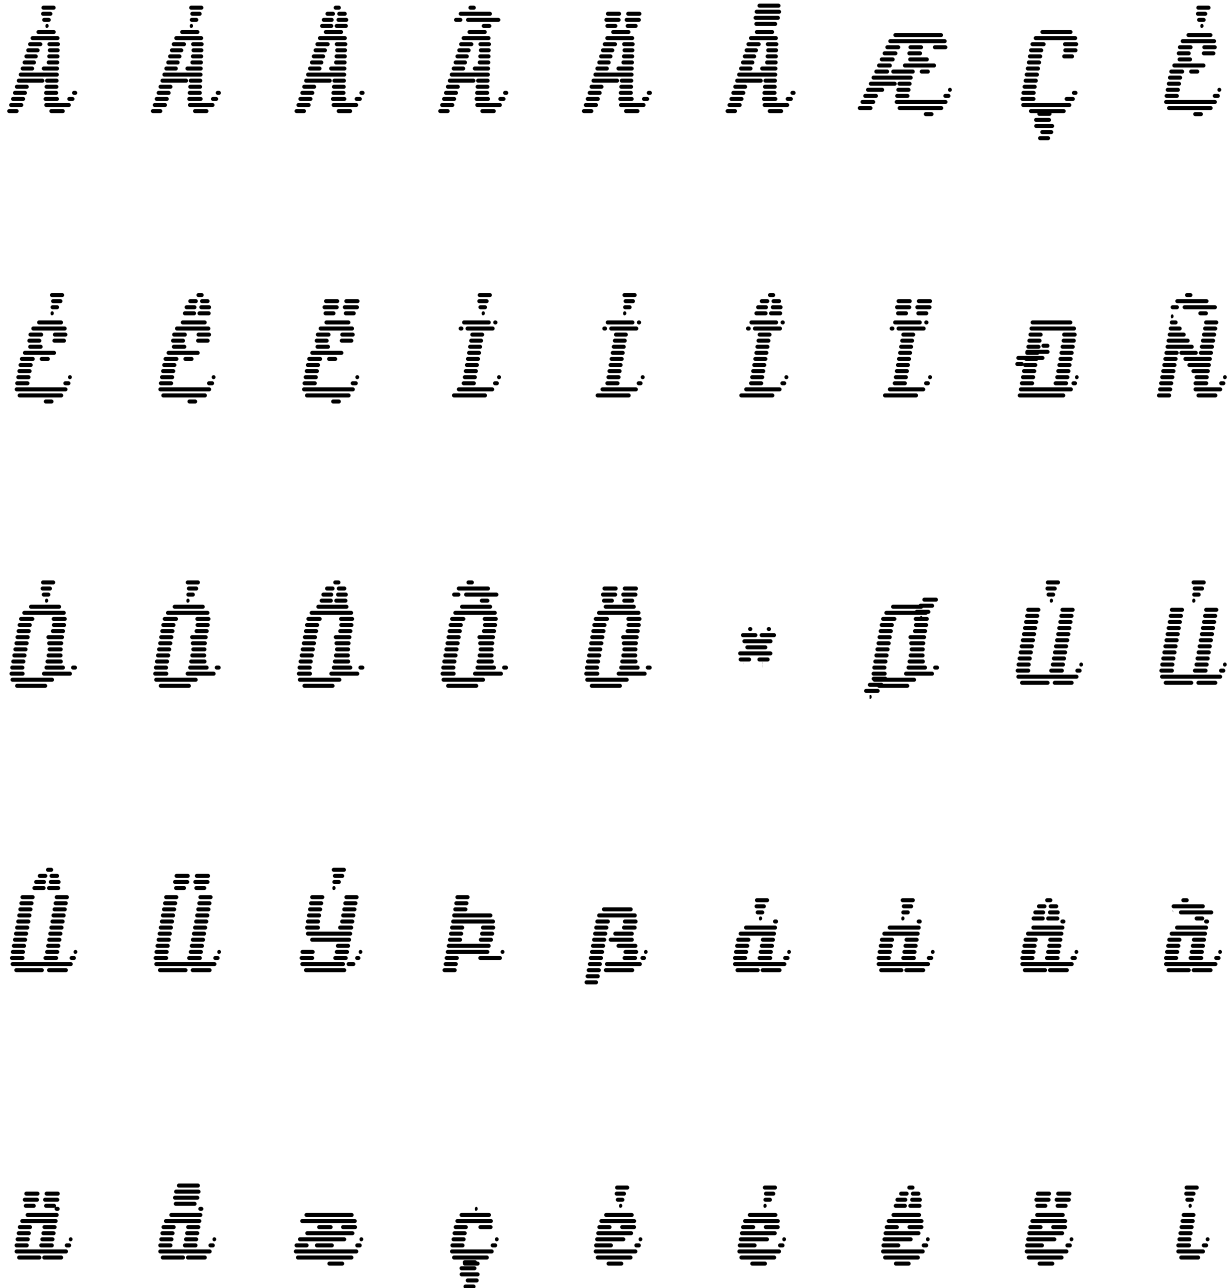 À Á Â Ã Ä Å Æ Ç È
É Ê Ë Ì Í Î Ï Ð Ñ
Ò Ó Ô Õ Ö × Ø Ù Ú
Û Ü Ý Þ ß à á â ã
ä å æ ç è é ê ë ì